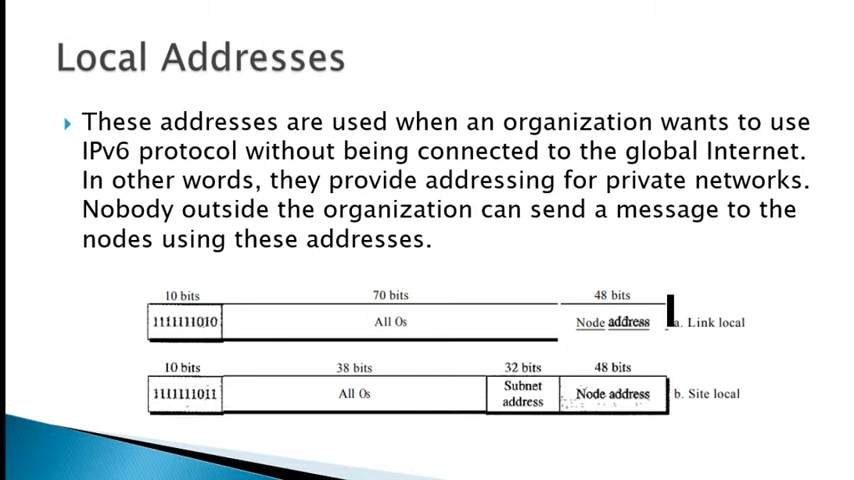 Local Addresses
These addresses are used when an organization wants to use
IPv6 protocol without being connected to the global Internet.
In other words, they provide addressing for private networks.
Nobody outside the organization can send a message to the
nodes using these addresses.
10 bits 70 bits 48 bits
1111111010 All 0s Node address a. Link local
10 bits 38 bits 32 bits 48 bits
1111111011 All 0s Subnet address Node address b. Site local